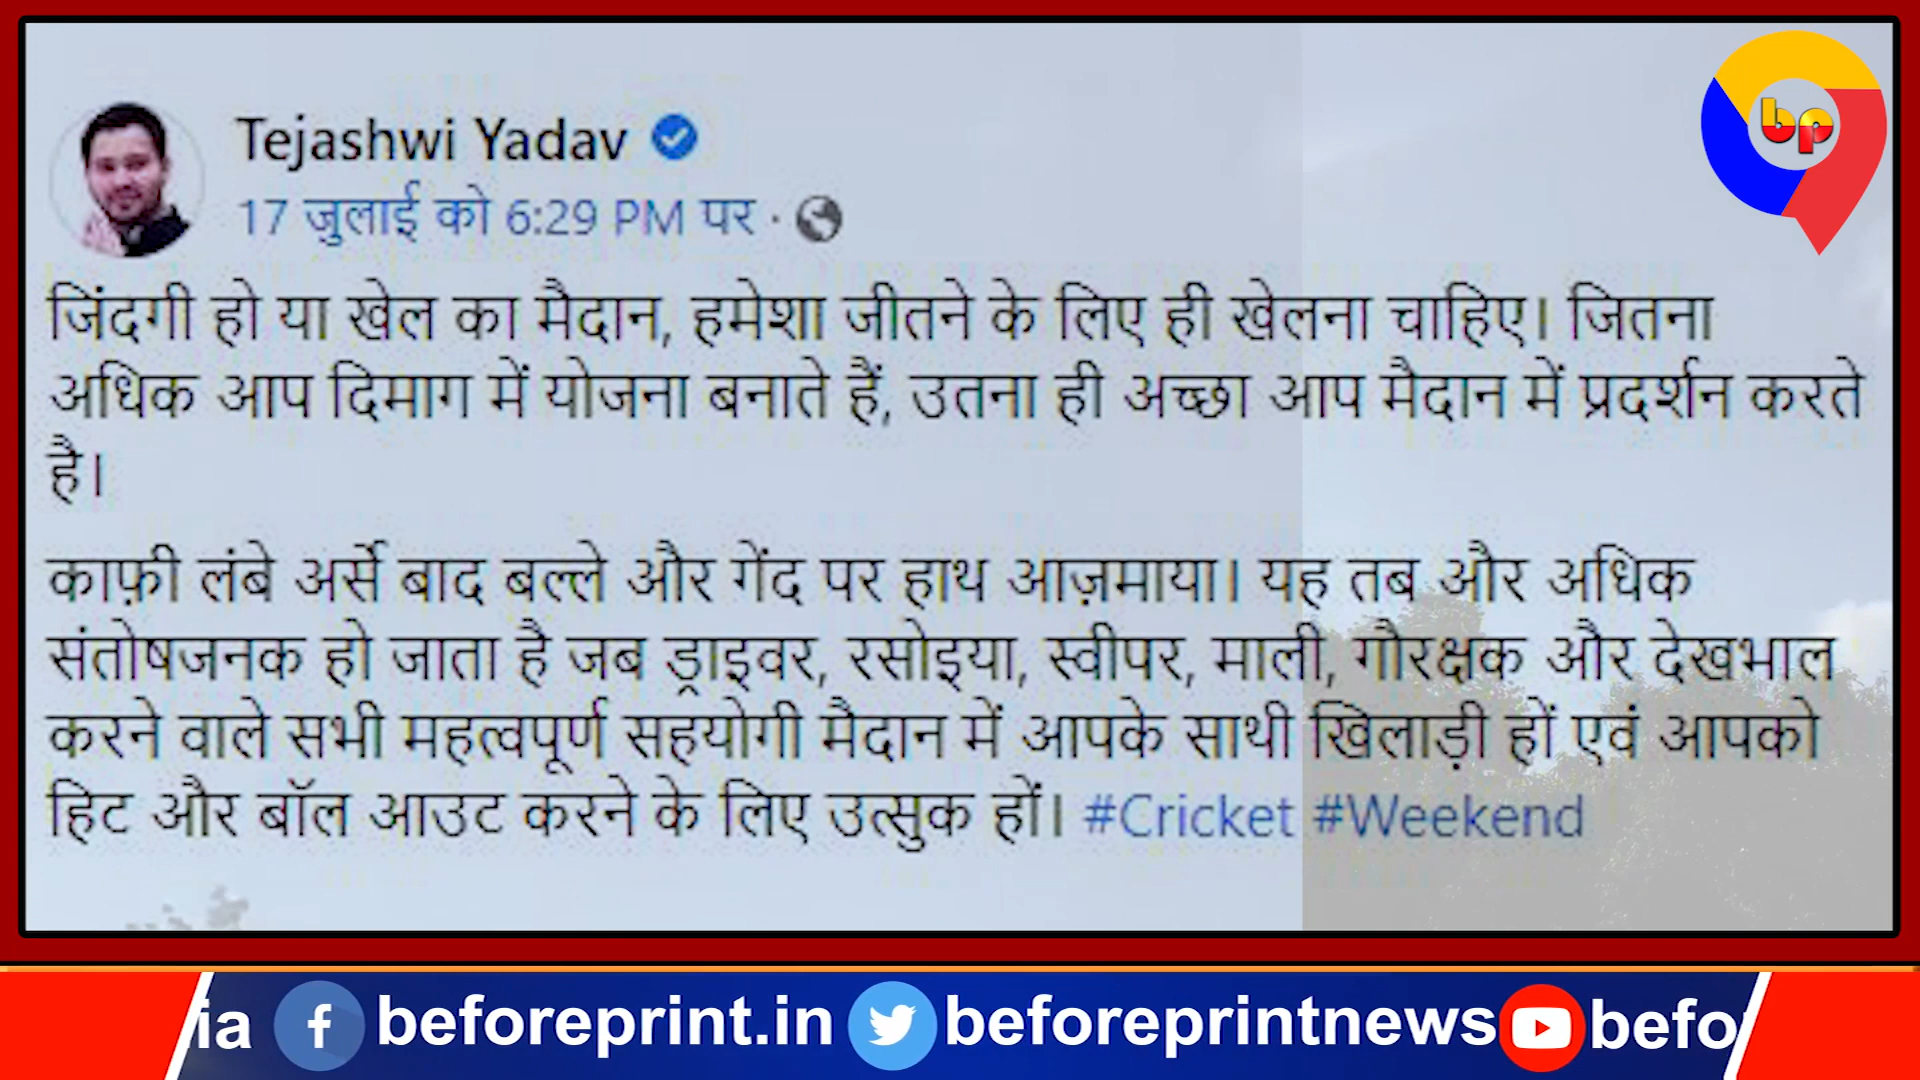 bp
Tejashwi Yadav
17 जुलाई को 6:29 PM पर ·
जिंदगी हो या खेल का मैदान, हमेशा जीतने के लिए ही खेलना चाहिए। जितना
अधिक आप दिमाग में योजना बनाते हैं, उतना ही अच्छा आप मैदान में प्रदर्शन करते
है।
काफ़ी लंबे अर्से बाद बल्ले और गेंद पर हाथ आज़माया। यह तब और अधिक
संतोषजनक हो जाता है जब ड्राइवर, रसोइया, स्वीपर, माली, गौरक्षक और देखभाल
करने वाले सभी महत्वपूर्ण सहयोगी मैदान में आपके साथी खिलाड़ी हों एवं आपको
हिट और बॉल आउट करने के लिए उत्सुक हों। #Cricket #Weekend
ia beforeprint.in beforeprintnews befo